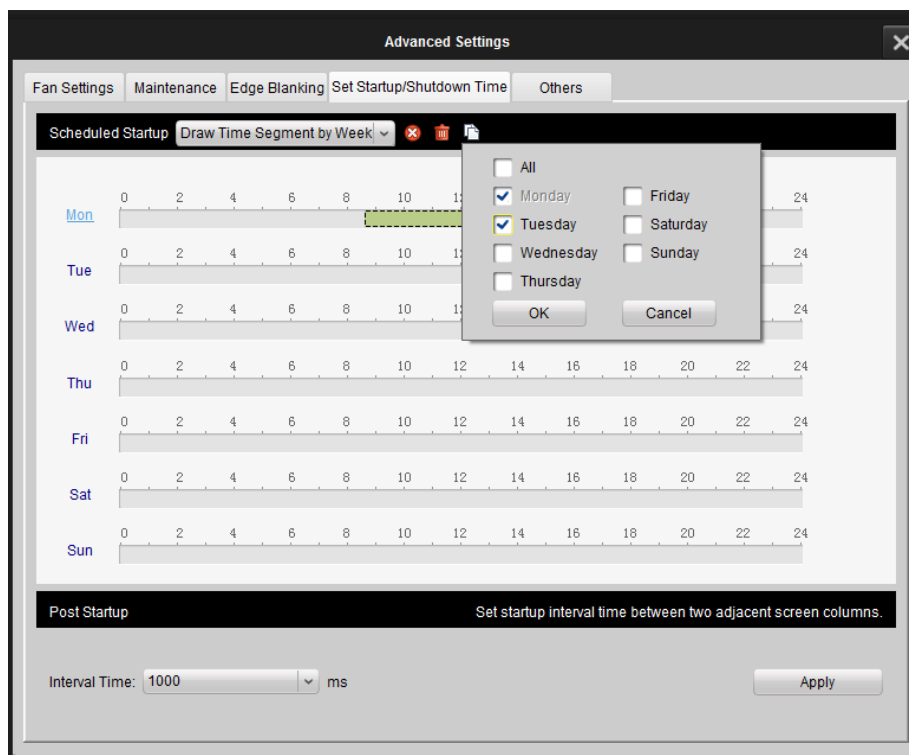 Advanced Settings
Fan Settings Maintenance Edge Blanking Set Startup/Shutdown Time Others
Scheduled Startup Draw Time Segment by Week
All
Monday Friday
Tuesday Saturday
Wednesday Sunday
Thursday
OK Cancel
0 2 4 6 8 10 24
Mon
0 2 4 6 8 10 24
Tue
0 2 4 6 8 10 24
Wed
0 2 4 6 8 10 12 14 16 18 20 22 24
Thu
0 2 4 6 8 10 12 14 16 18 20 22 24
Fri
0 2 4 6 8 10 12 14 16 18 20 22 24
Sat
0 2 4 6 8 10 12 14 16 18 20 22 24
Sun
Post Startup Set startup interval time between two adjacent screen columns.
Interval Time: 1000 ms Apply